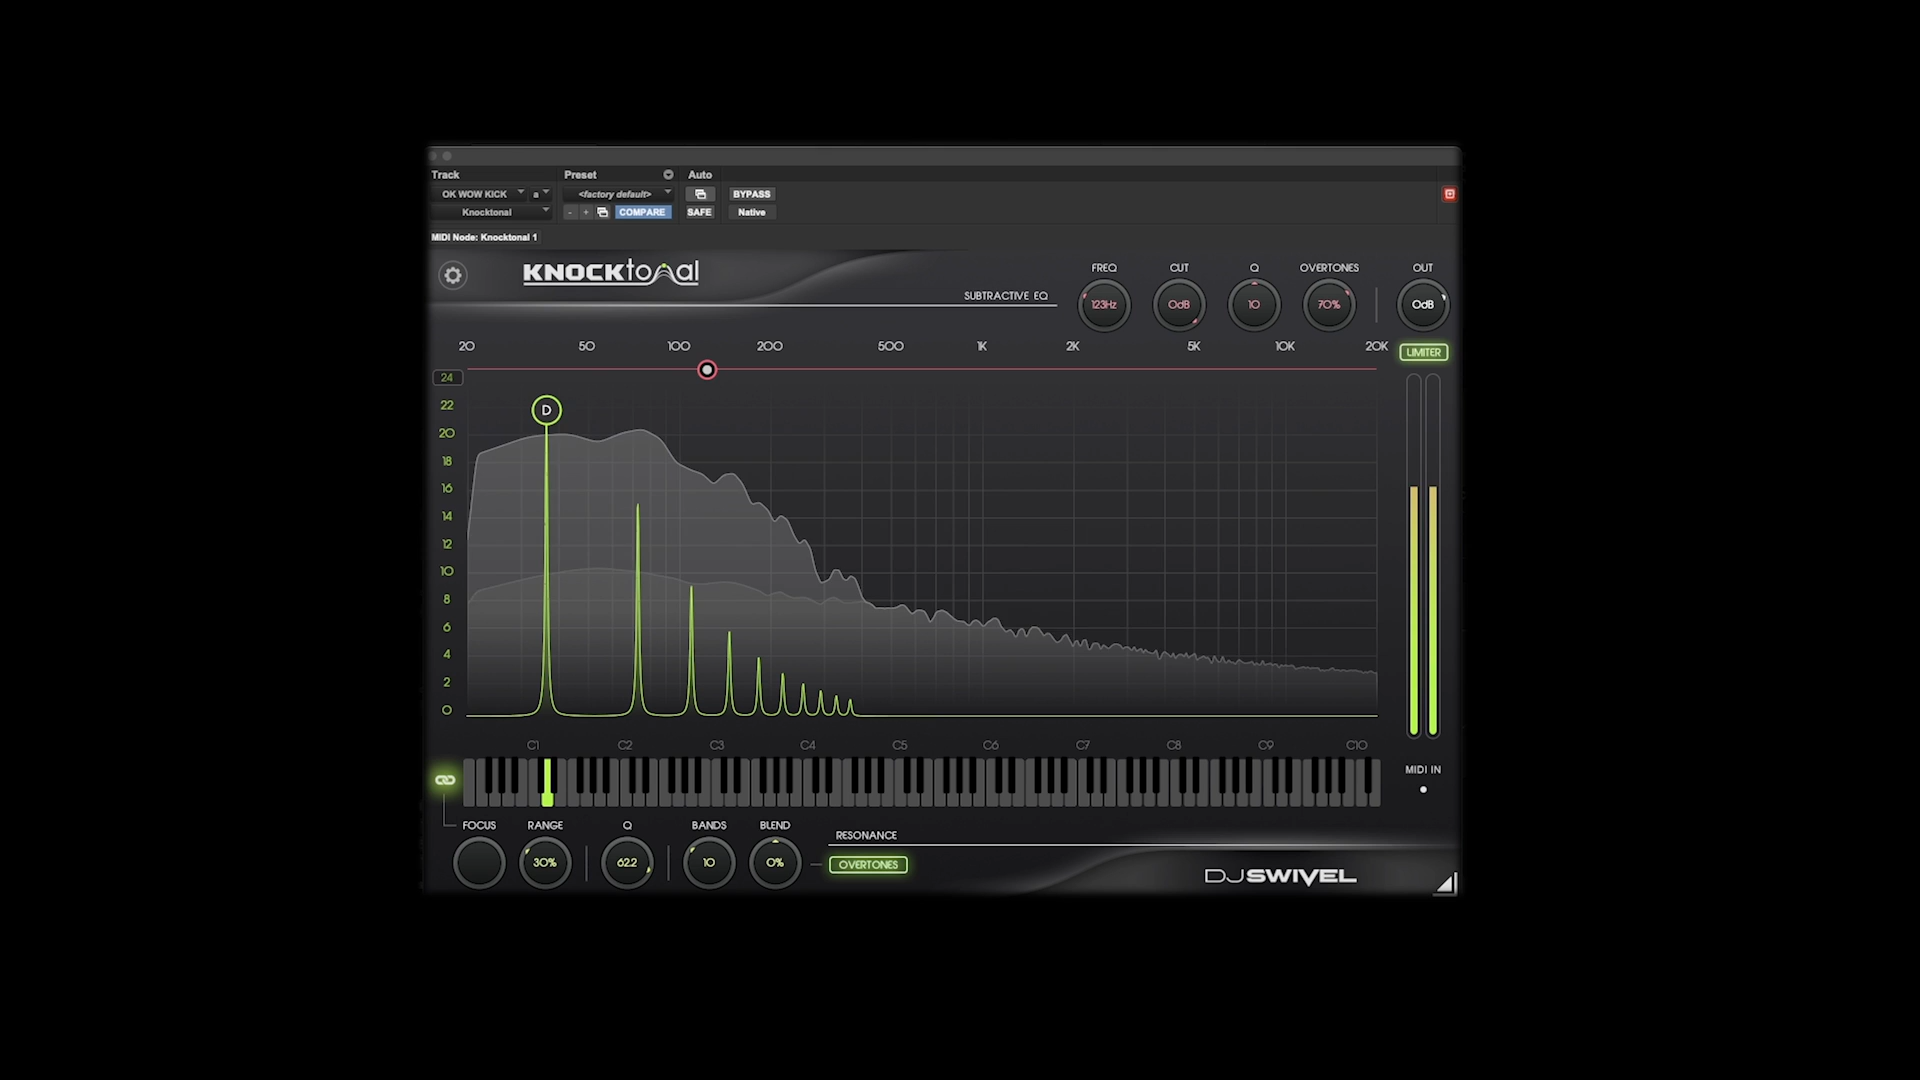 Track
Preset
Auto
OK WOW KICK
a
<factory default>
BYPASS
Knocktonal
-
+
COMPARE
SAFE
Native
MIDI Node: Knocktonal 1
KNOCKtonal
SUBTRACTIVE EQ
FREQ
CUT
Q
OVERTONES
OUT
123Hz
0dB
10
70%
0dB
20
50
100
200
500
1K
2K
5K
10K
20K
LIMITER
24
22
20
18
16
14
12
10
8
6
4
2
0
D
C1
C2
C3
C4
C5
C6
C7
C8
C9
C10
MIDI IN
FOCUS
RANGE
Q
BANDS
BLEND
RESONANCE
30%
62.2
10
0%
OVERTONES
DJSWIVEL